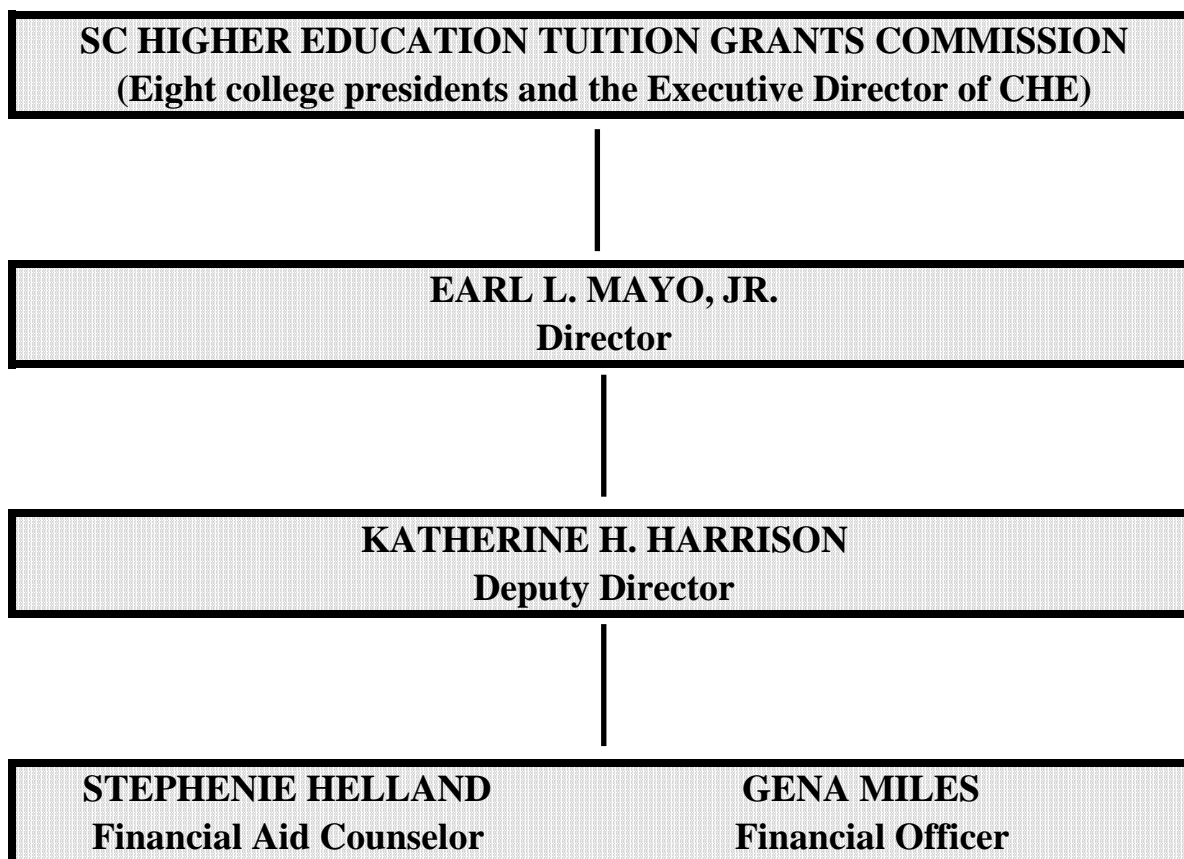 SC HIGHER EDUCATION TUITION GRANTS COMMISSION
(Eight college presidents and the Executive Director of CHE)
EARL L. MAYO, JR.
Director
KATHERINE H. HARRISON
Deputy Director
STEPHENIE HELLAND GENA MILES
Financial Aid Counselor Financial Officer